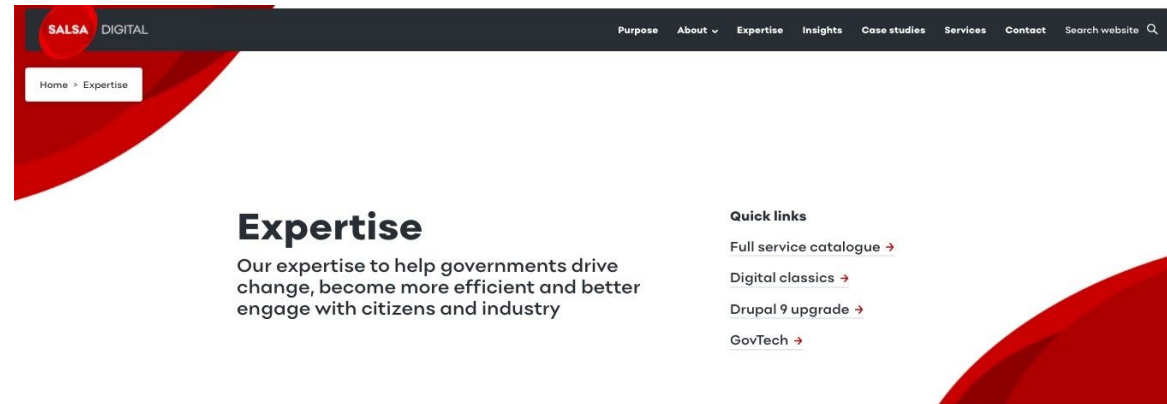 SALSA DIGITAL
Purpose About Expertise Insights Case studies Services Contact Search website
Home > Expertise
Expertise
Our expertise to help governments drive
change, become more efficient and better
engage with citizens and industry
Quick links
Full service catalogue →
Digital classics →
Drupal 9 upgrade →
GovTech →